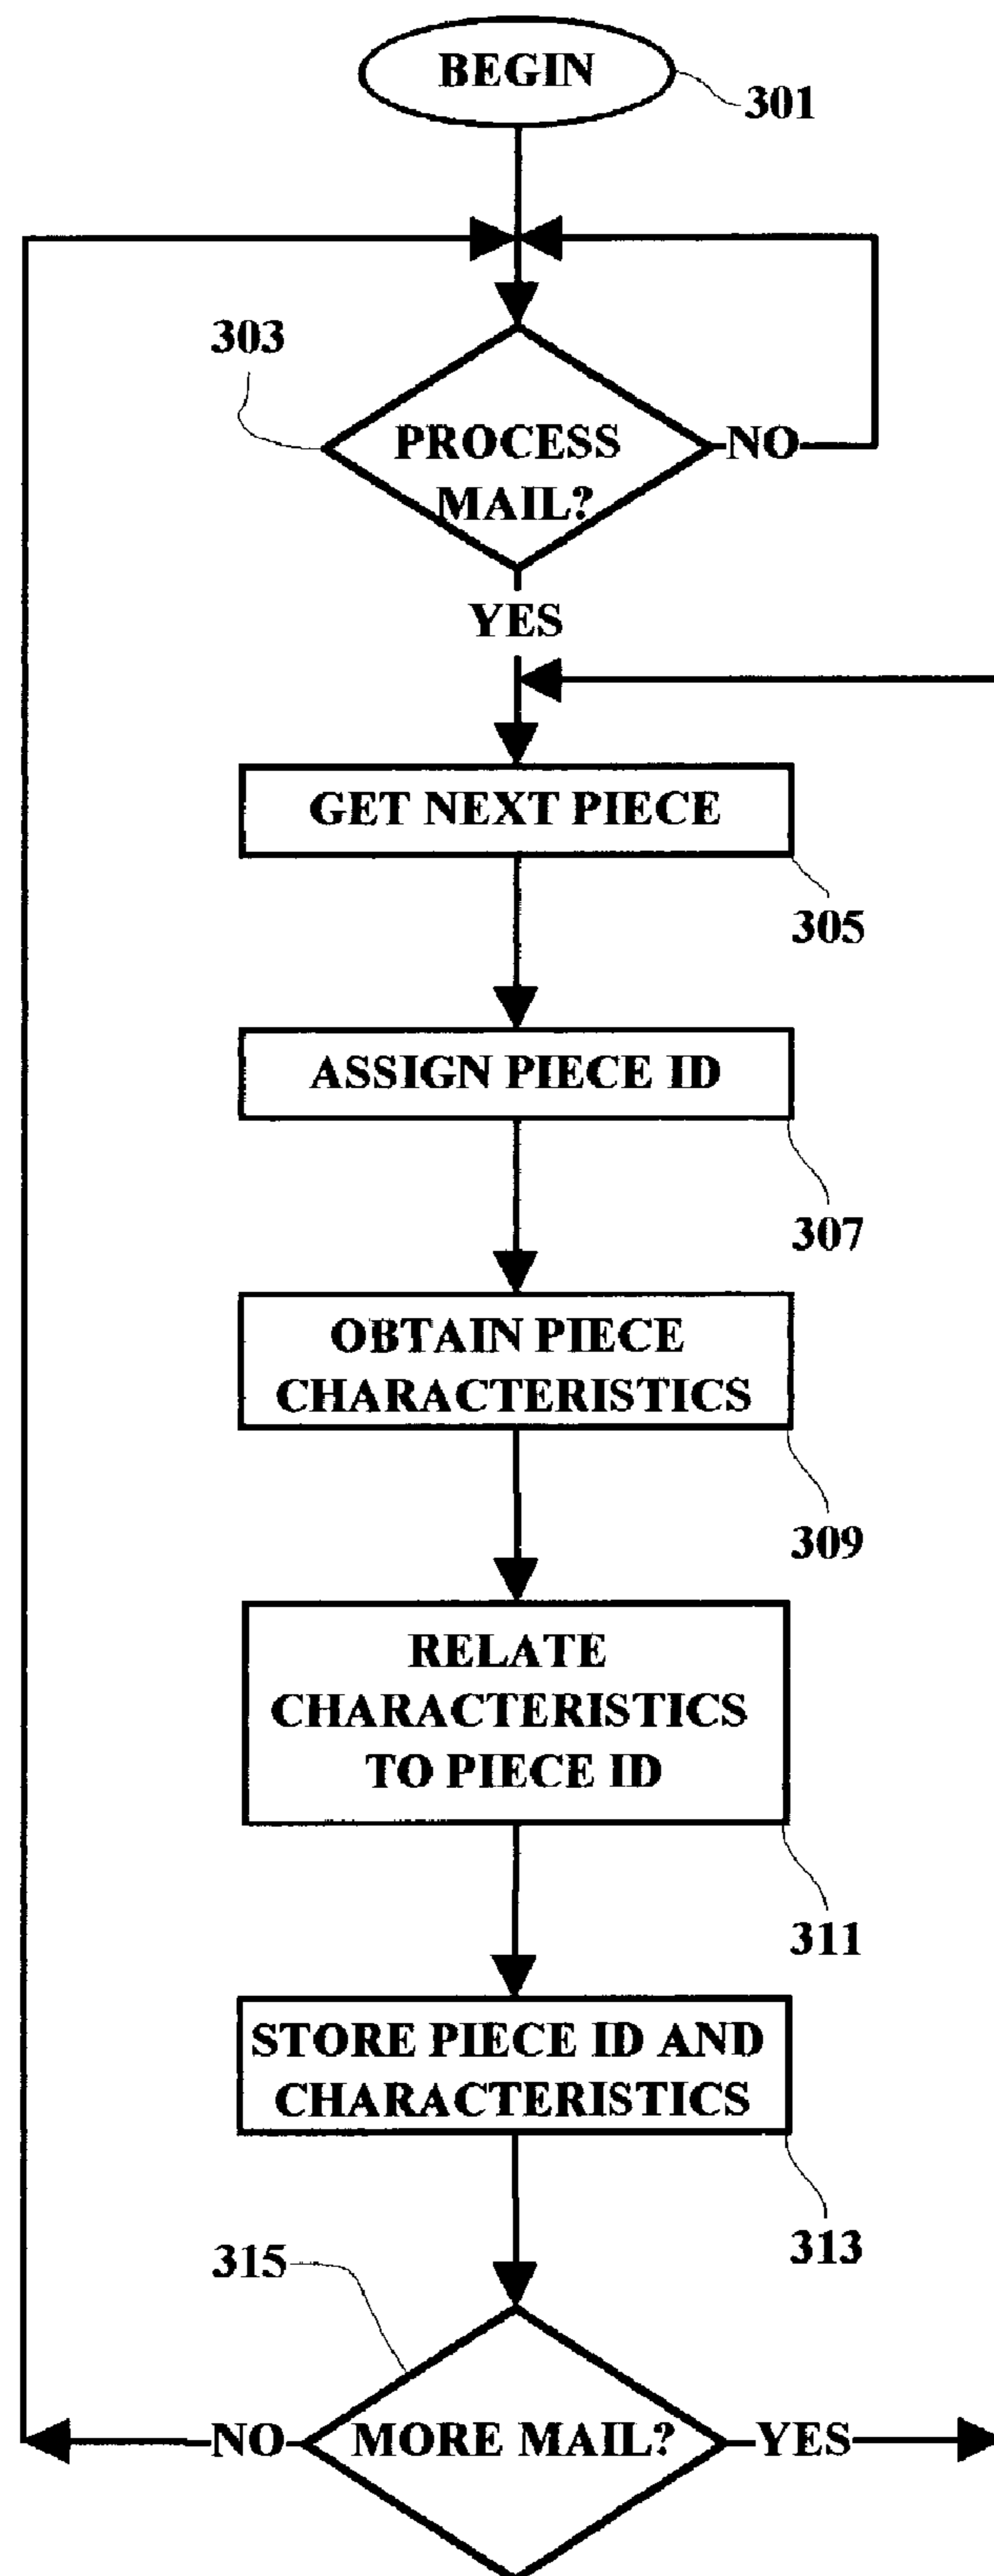 BEGIN
301
303
PROCESS
MAIL?
NO
YES
GET NEXT PIECE
305
ASSIGN PIECE ID
307
OBTAIN PIECE
CHARACTERISTICS
309
RELATE
CHARACTERISTICS
TO PIECE ID
311
STORE PIECE ID AND
CHARACTERISTICS
313
315
NO
MORE MAIL?
YES